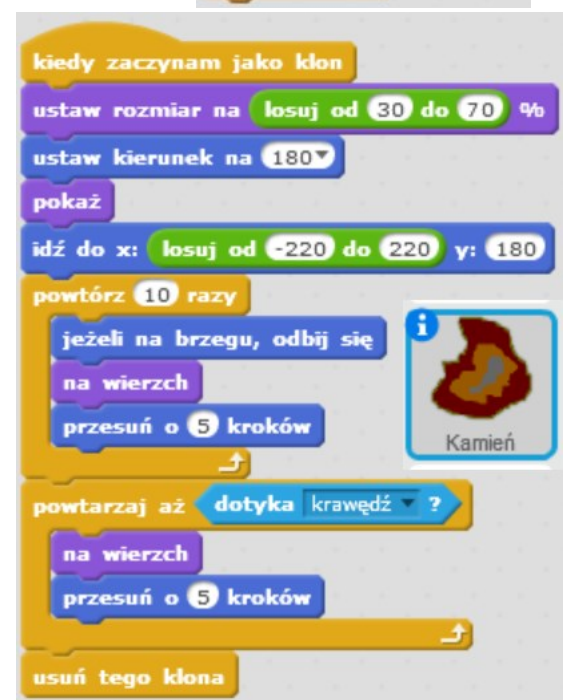 kiedy zaczynam jako klon
ustaw rozmiar na losuj od 30 do 70 %
ustaw kierunek na 180
pokaż
idź do x: losuj od -220 do 220 y: 180
powtórz 10 razy
jeżeli na brzegu, odbij się
na wierzch
przesuń o 5 kroków
Kamień
powtarzaj aż dotyka krawędź ?
na wierzch
przesuń o 5 kroków
usuń tego klona